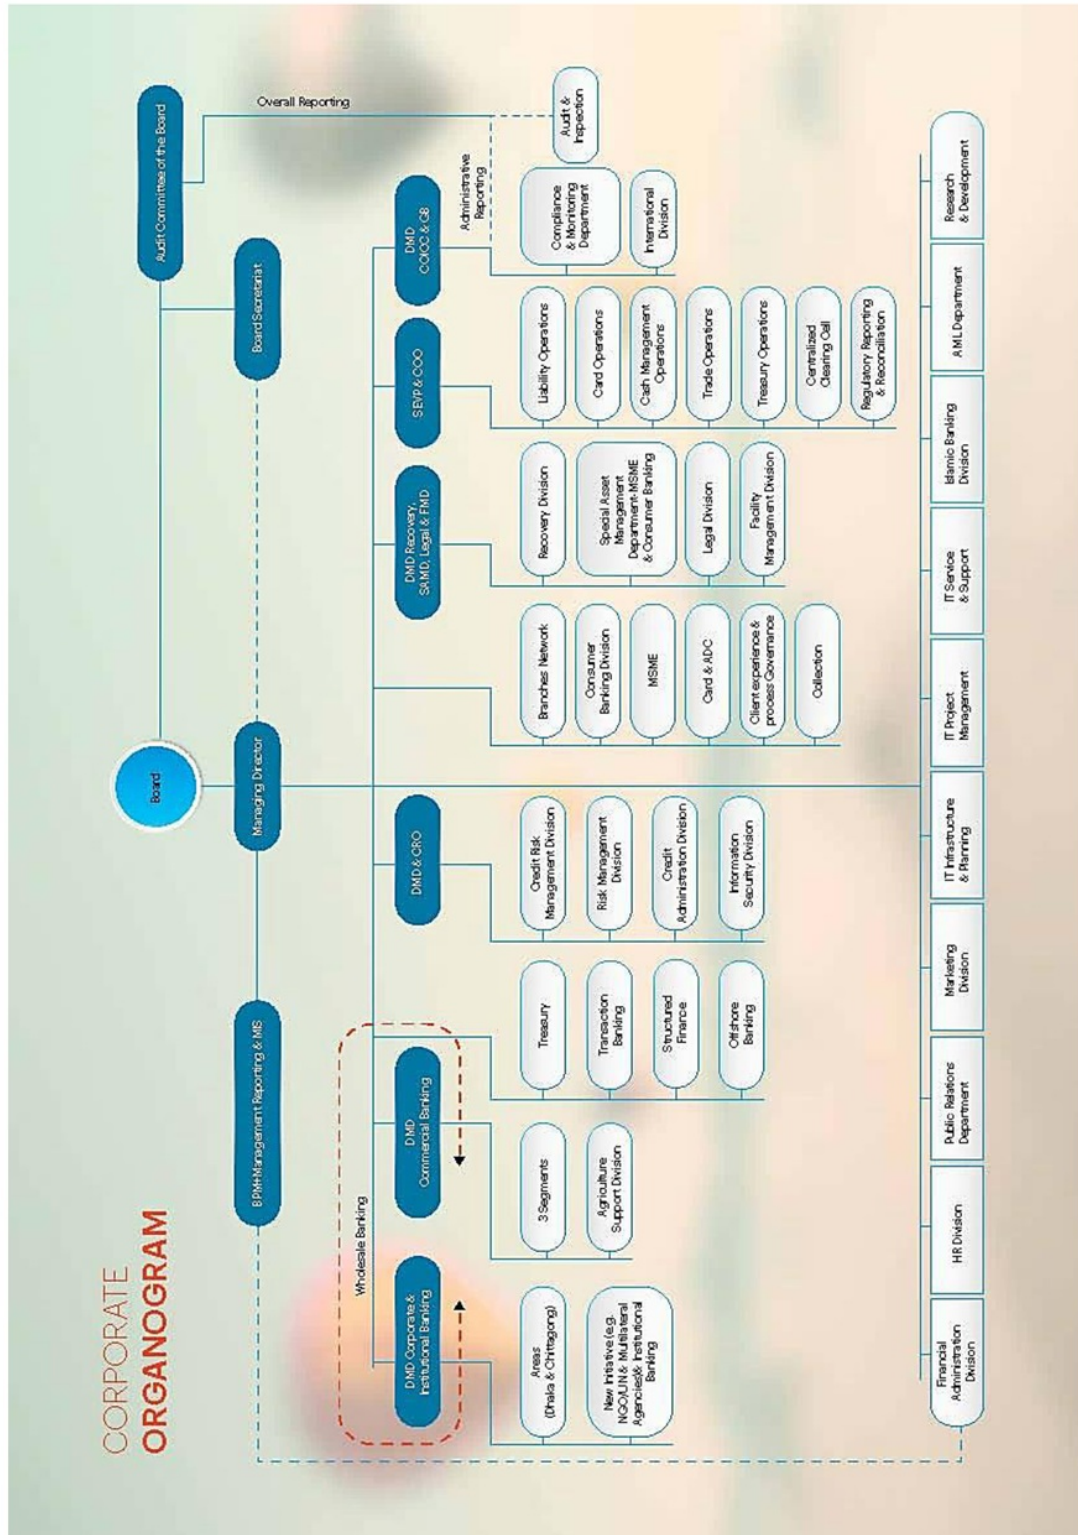 CORPORATE
ORGANOGRAM
Board
Audit Committee of the Board
Overall Reporting
Board Secretariat
Managing Director
BPM+Management Reporting & MIS
Wholesale Banking
DMD Corporate &
Institutional Banking
DMD
Commercial Banking
DMD & CRO
DMD Recovery,
SAMD, Legal & FMD
SEVP & COO
DMD
COICC & GB
Administrative
Reporting
Areas
(Dhaka & Chittagong)
New Initiative (e.g.
NGO/UN & Multilateral
Agencies)& Institutional
Banking
3 Segments
Agriculture
Support Division
Treasury
Transaction
Banking
Structured
Finance
Offshore
Banking
Credit Risk
Management Division
Risk Management
Division
Credit
Administration Division
Information
Security Division
Branches Network
Consumer
Banking Division
MSME
Card & ADC
Client experience &
process Governance
Collection
Recovery Division
Special Asset
Management
Department-MSME
& Consumer Banking
Legal Division
Facility
Management Division
Liability Operations
Card Operations
Cash Management
Operations
Trade Operations
Treasury Operations
Centralized
Clearing Cell
Regulatory Reporting
& Reconciliation
Compliance
& Monitoring
Department
International
Division
Audit &
Inspection
Financial
Administration
Division
HR Division
Public Relations
Department
Marketing
Division
IT Infrastructure
& Planning
IT Project
Management
IT Service
& Support
Islamic Banking
Division
AML Department
Research
& Development